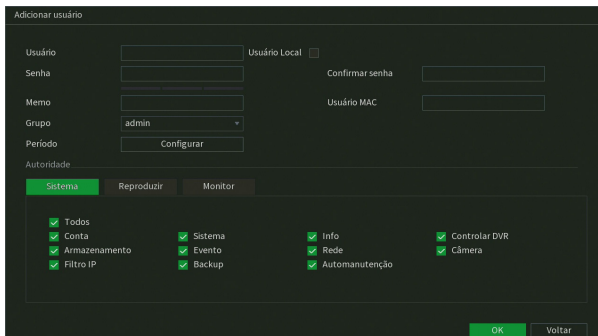 Adicionar usuário
Usuário Usuário Local
Senha Confirmar senha
Memo Usuário MAC
Grupo admin
Período Configurar
Autoridade
Sistema Reproduzir Monitor
Todos
Conta Sistema Info Controlar DVR
Armazenamento Evento Rede Câmera
Filtro IP Backup Automanutenção
OK Voltar